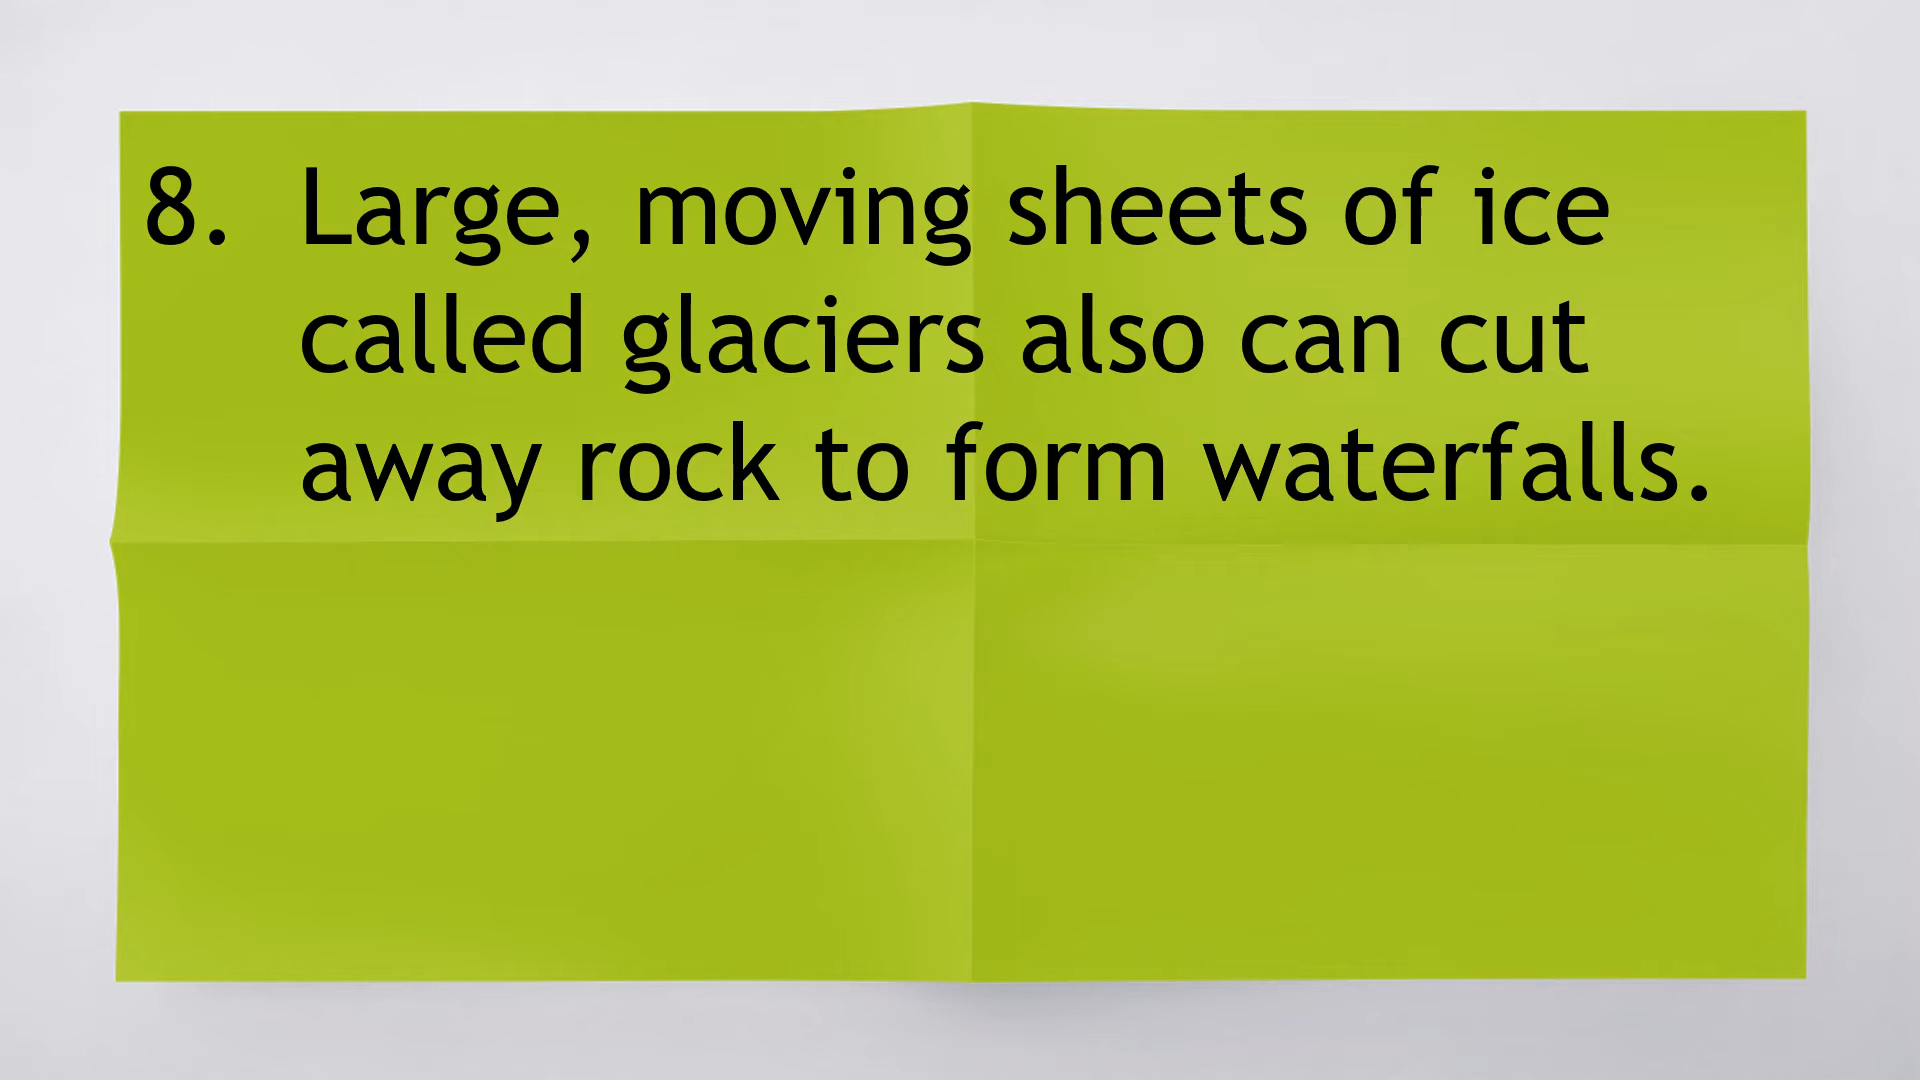 8. Large, moving sheets of ice
called glaciers also can cut
away rock to form waterfalls.